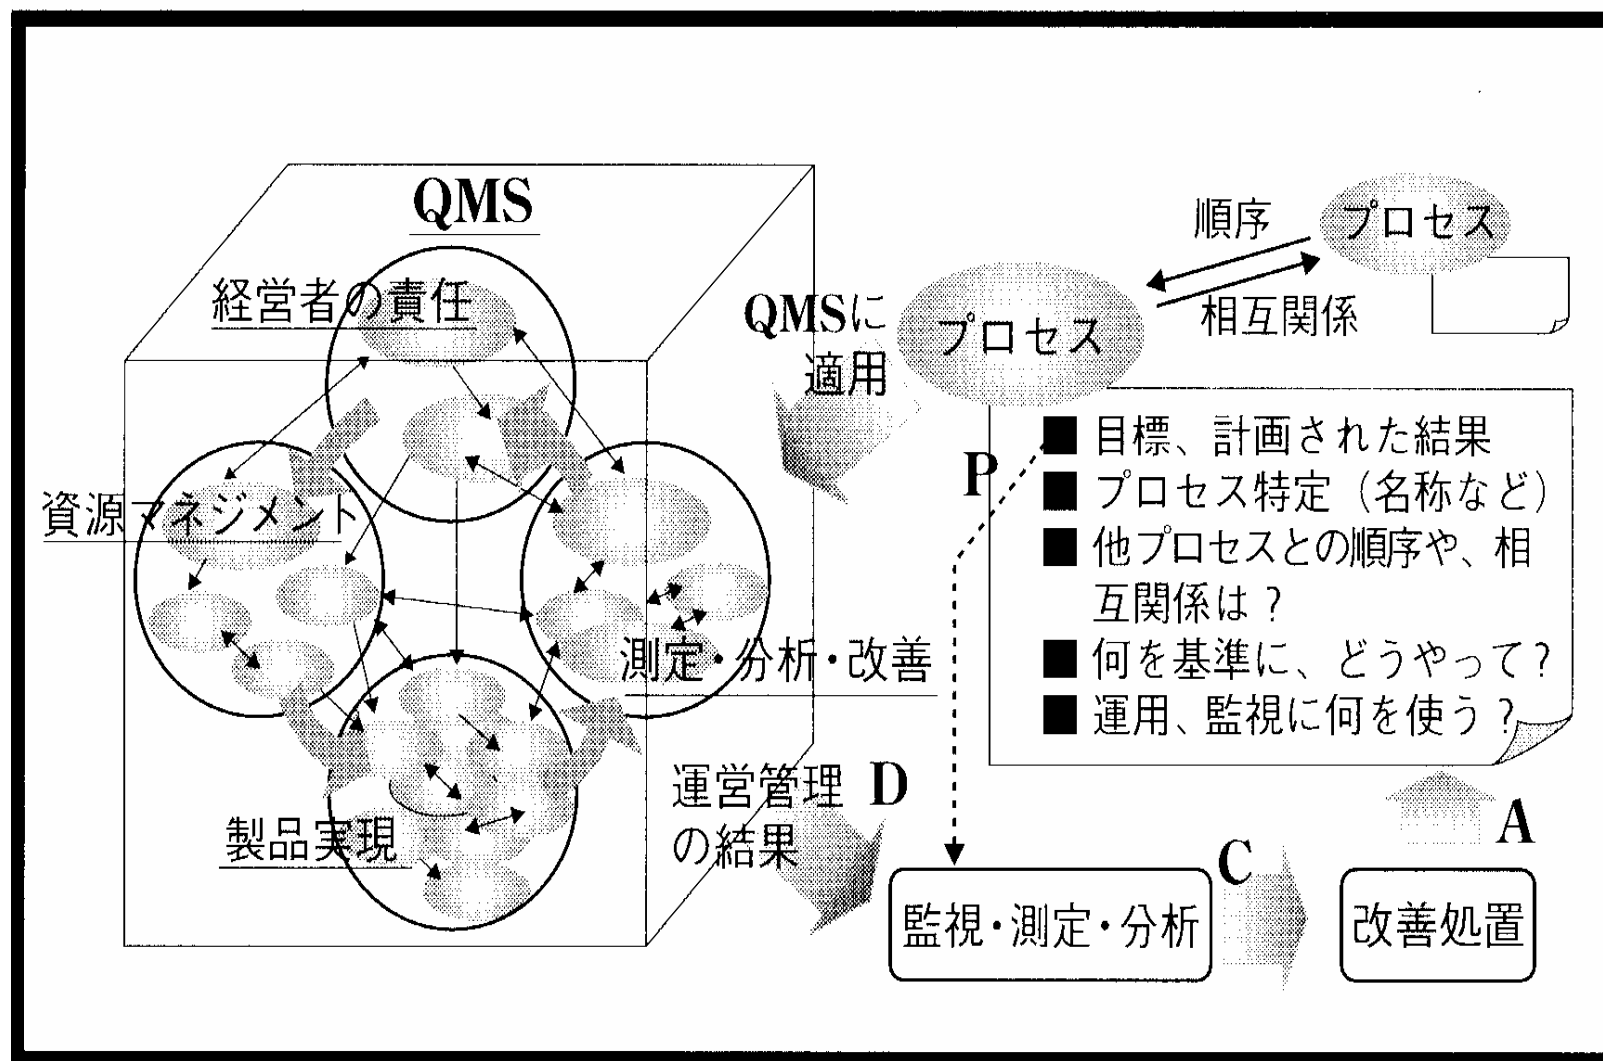 QMS
経営者の責任
資源マネジメント
測定・分析・改善
製品実現
QMSに
適用
プロセス
順序
相互関係
プロセス
P
■ 目標、計画された結果
■ プロセス特定（名称など）
■ 他プロセスとの順序や、相
互関係は？
■ 何を基準に、どうやって？
■ 運用、監視に何を使う？
運営管理
の結果
D
監視・測定・分析
C
改善処置
A